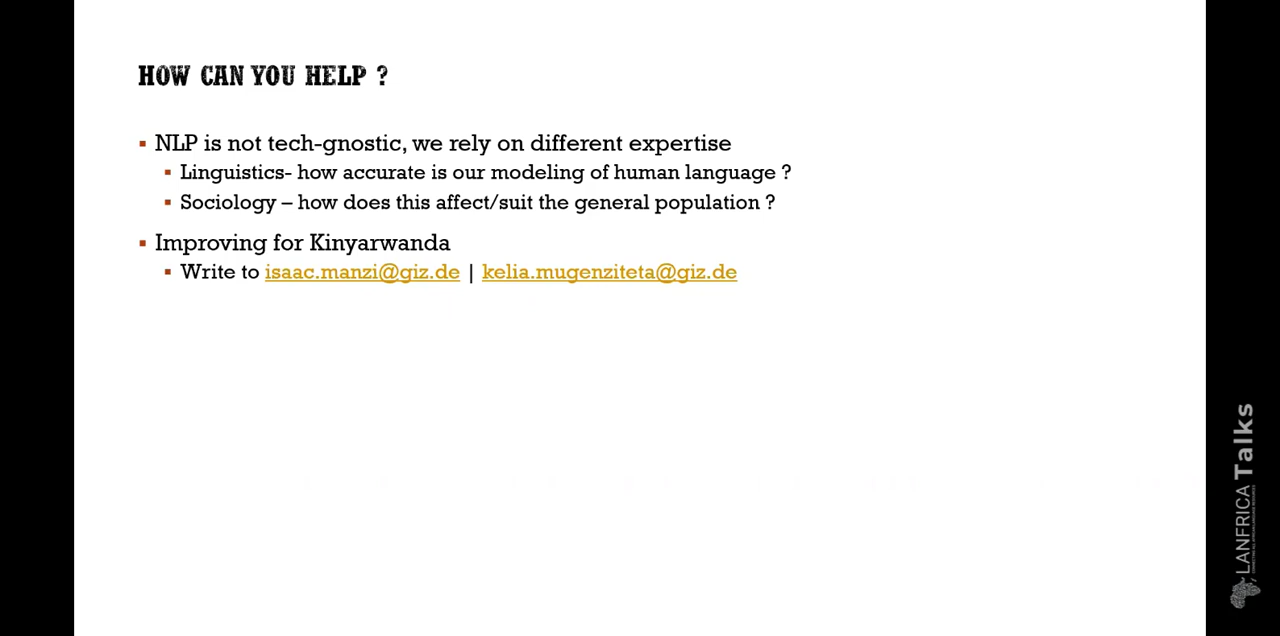 HOW CAN YOU HELP ?
NLP is not tech-gnostic, we rely on different expertise
Linguistics- how accurate is our modeling of human language ?
Sociology – how does this affect/suit the general population ?
Improving for Kinyarwanda
Write to isaac.manzi@giz.de | kelia.mugenziteta@giz.de
LANFRICA Talks